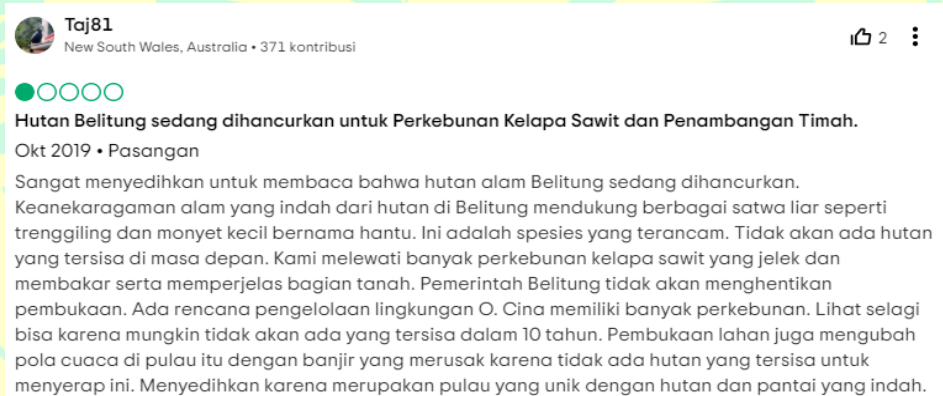 Taj81
New South Wales, Australia • 371 kontribusi
2
Hutan Belitung sedang dihancurkan untuk Perkebunan Kelapa Sawit dan Penambangan Timah.
Okt 2019 • Pasangan
Sangat menyedihkan untuk membaca bahwa hutan alam Belitung sedang dihancurkan.
Keanekaragaman alam yang indah dari hutan di Belitung mendukung berbagai satwa liar seperti
trenggiling dan monyet kecil bernama hantu. Ini adalah spesies yang terancam. Tidak akan ada hutan
yang tersisa di masa depan. Kami melewati banyak perkebunan kelapa sawit yang jelek dan
membakar serta memperjelas bagian tanah. Pemerintah Belitung tidak akan menghentikan
pembukaan. Ada rencana pengelolaan lingkungan O. Cina memiliki banyak perkebunan. Lihat selagi
bisa karena mungkin tidak akan ada yang tersisa dalam 10 tahun. Pembukaan lahan juga mengubah
pola cuaca di pulau itu dengan banjir yang merusak karena tidak ada hutan yang tersisa untuk
menyerap ini. Menyedihkan karena merupakan pulau yang unik dengan hutan dan pantai yang indah.